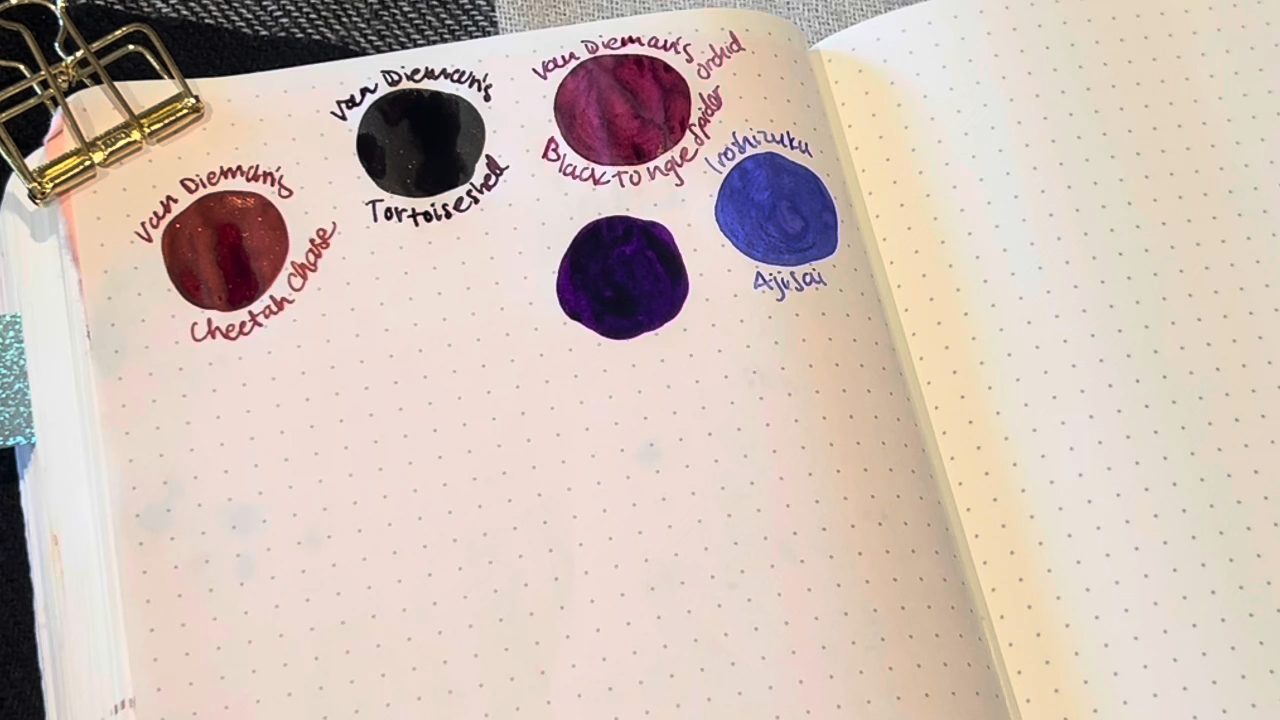 Van Dieman's
Cheetah Chase
Van Dieman's
Tortoiseshell
Van Dieman's
Black Tongue Spider Orchid
Iroshizuku
Ajisai